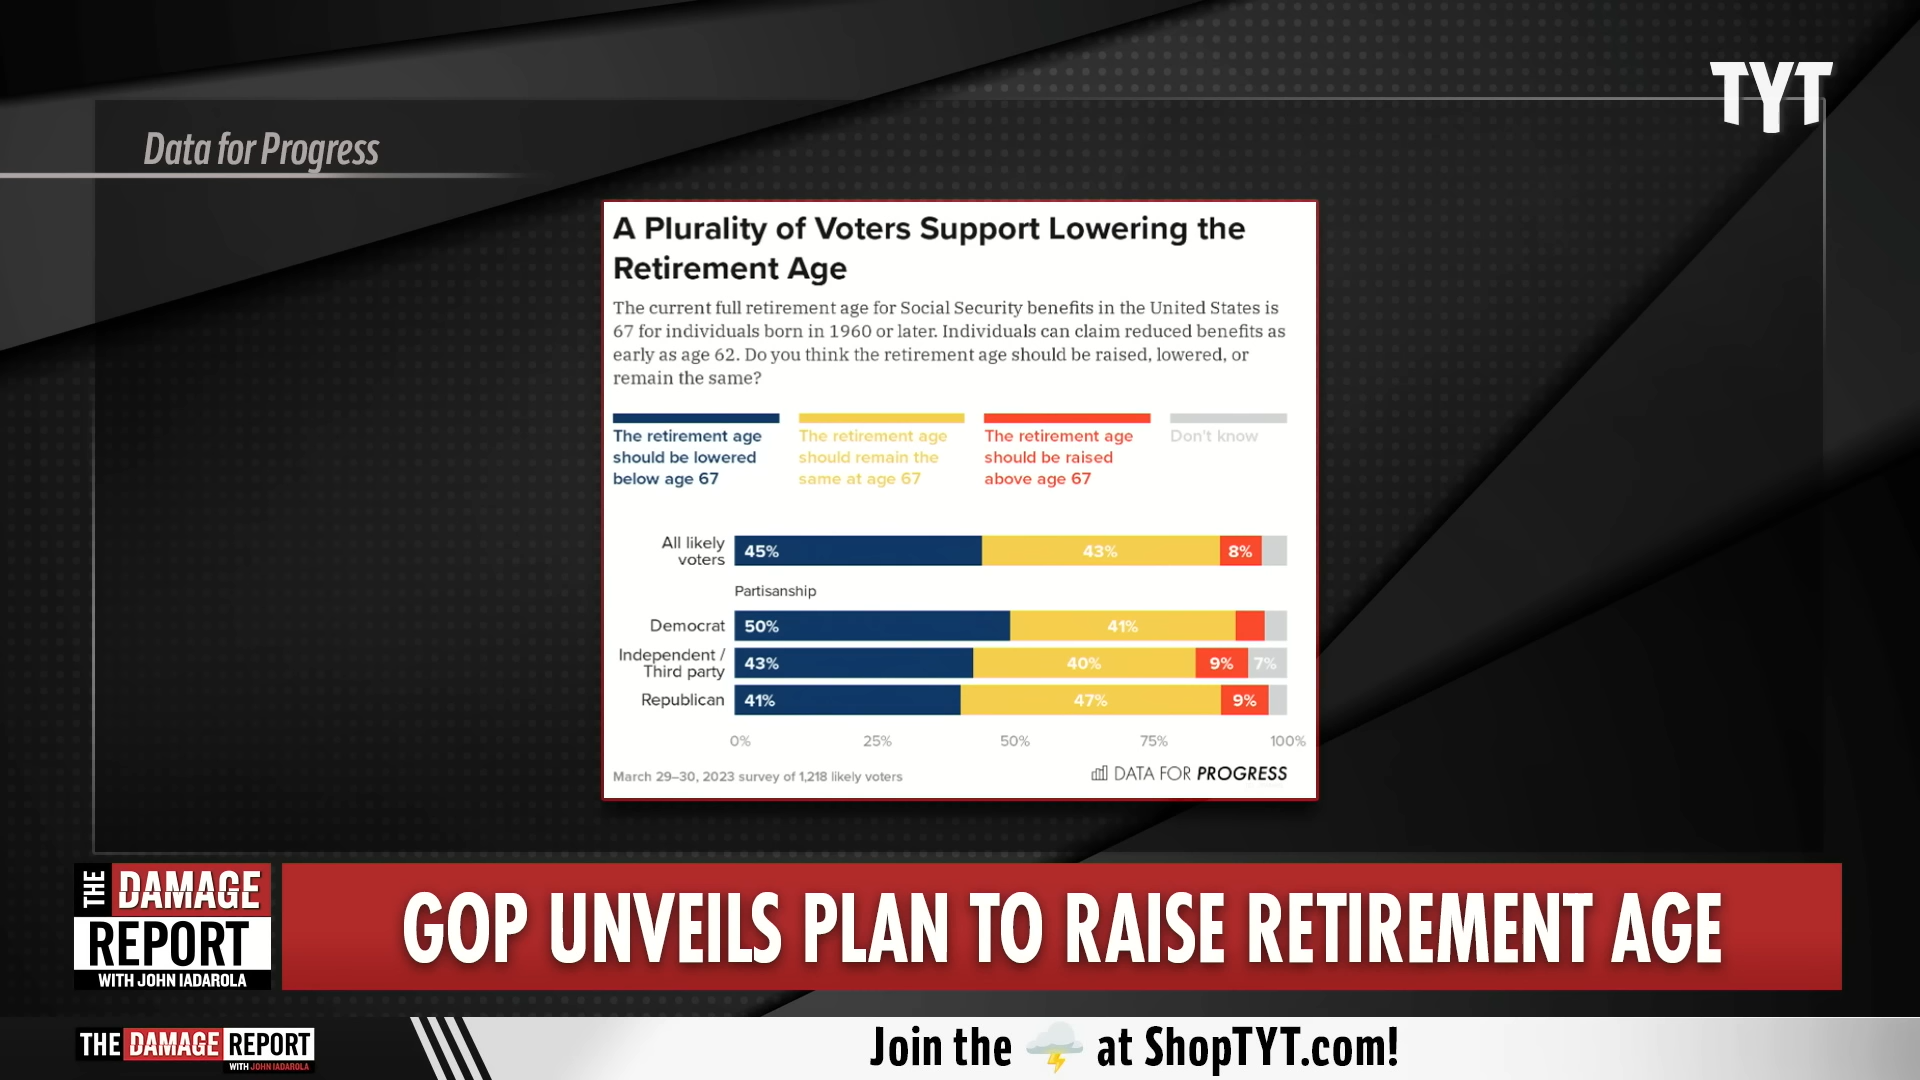 TYT
Data for Progress
A Plurality of Voters Support Lowering the
Retirement Age
The current full retirement age for Social Security benefits in the United States is
67 for individuals born in 1960 or later. Individuals can claim reduced benefits as
early as age 62. Do you think the retirement age should be raised, lowered, or
remain the same?
The retirement age
should be lowered
below age 67
The retirement age
should remain the
same at age 67
The retirement age
should be raised
above age 67
Don't know
All likely
voters
45% 43% 8%
Partisanship
Democrat 50% 41%
Independent /
Third party
43% 40% 9% 7%
Republican 41% 47% 9%
0% 25% 50% 75% 100%
March 29–30, 2023 survey of 1,218 likely voters
DATA FOR PROGRESS
THE DAMAGE
REPORT
WITH JOHN IADAROLA
GOP UNVEILS PLAN TO RAISE RETIREMENT AGE
THE DAMAGE REPORT
WITH JOHN IADAROLA
Join the 🌩️ at ShopTYT.com!